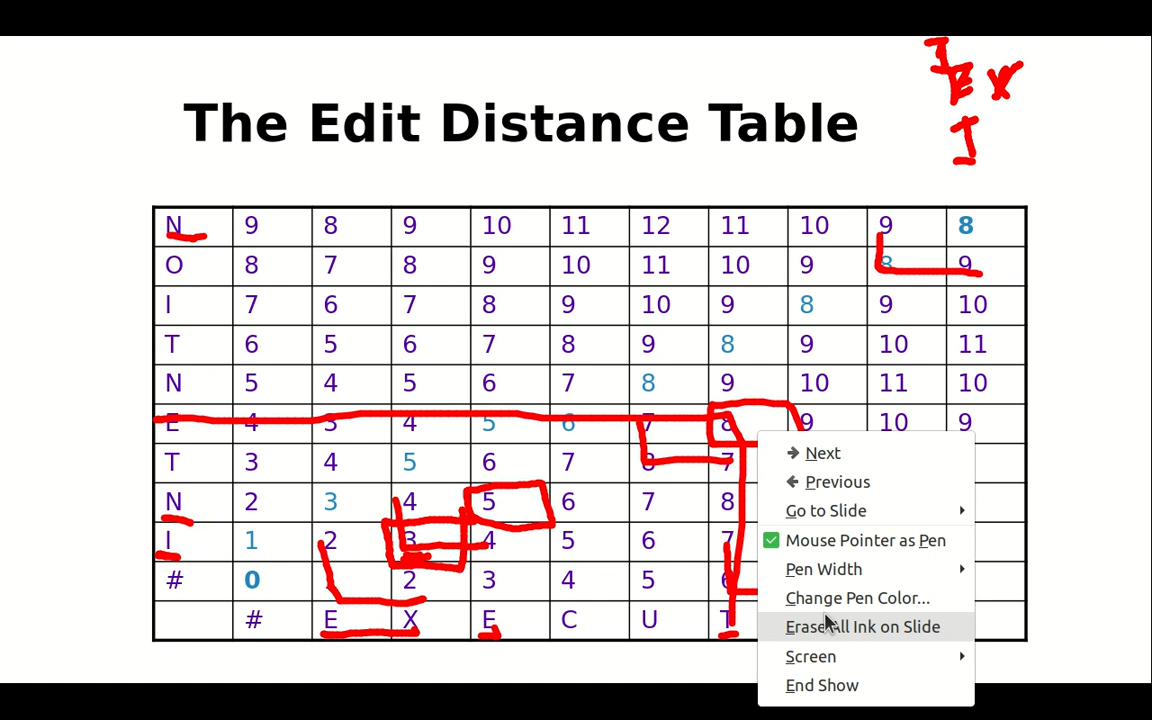 The Edit Distance Table
I
E X
I
N 9 8 9 10 11 12 11 10 9 8
O 8 7 8 9 10 11 10 9 8 9
I 7 6 7 8 9 10 9 8 9 10
T 6 5 6 7 8 9 8 9 10 11
N 5 4 5 6 7 8 9 10 11 10
E 4 3 4 5 6 7 8 9 10 9
T 3 4 5 6 7 8 7
N 2 3 4 5 6 7 8
I 1 2 3 4 5 6 7
# 0 2 3 4 5 6
# E X E C U T
Next
Previous
Go to Slide
Mouse Pointer as Pen
Pen Width
Change Pen Color...
Erase All Ink on Slide
Screen
End Show